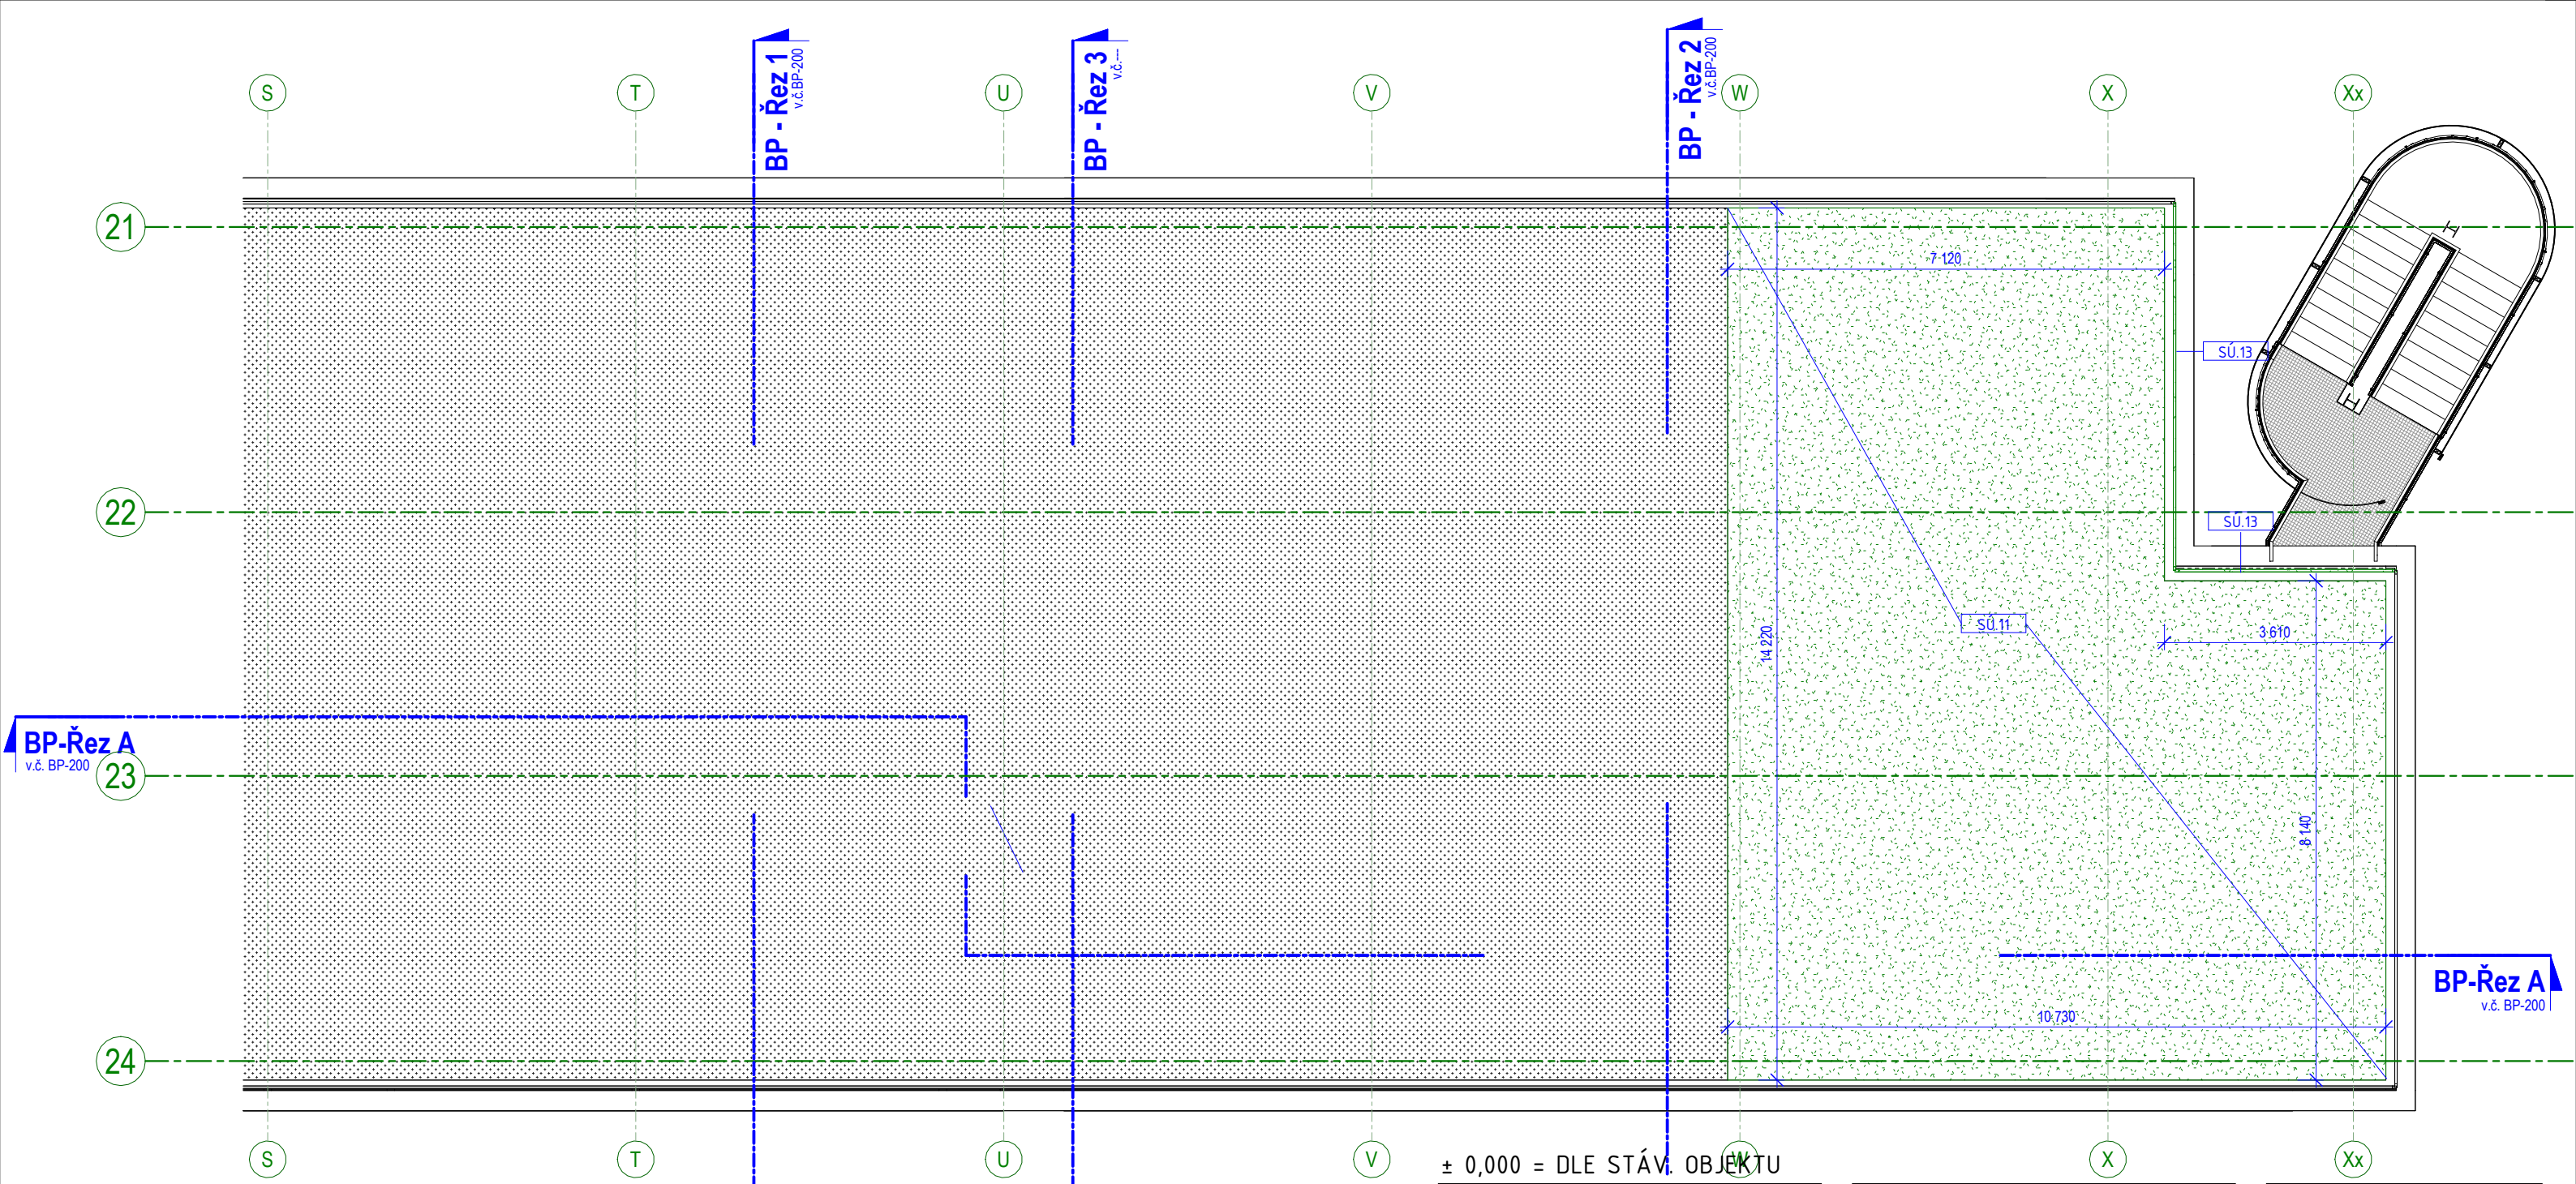 BP - Řez 1
v.č.BP-200
BP - Řez 3
v.č.---
BP - Řez 2
v.č.BP-200
S
T
U
V
W
X
Xx
21
7 120
SÚ.13
22
SÚ.13
SÚ.11
14 220
3 610
BP-Řez A
v.č. BP-200
23
8 140
BP-Řez A
v.č. BP-200
10 730
24
S
T
U
V
W
X
Xx
± 0,000 = DLE STÁV. OBJEKTU